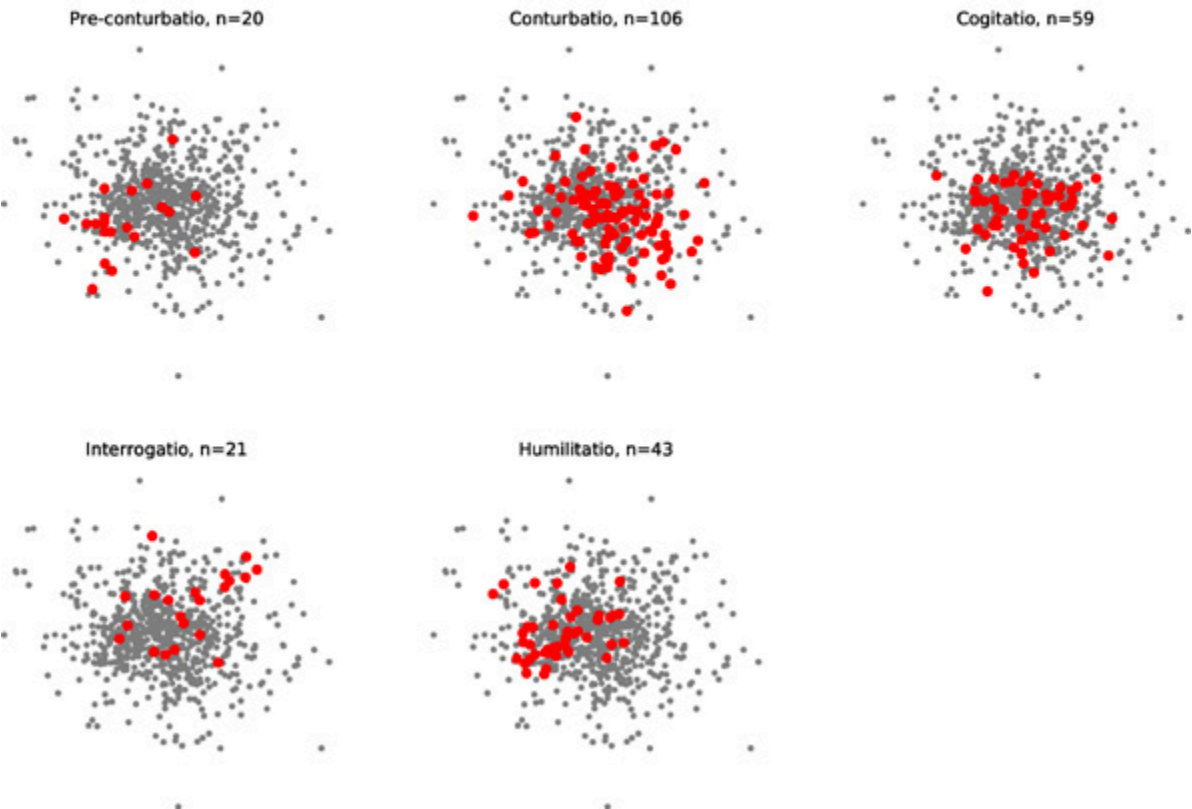 Pre-conturbatio, n=20
Conturbatio, n=106
Cogitatio, n=59
Interrogatio, n=21
Humilitatio, n=43